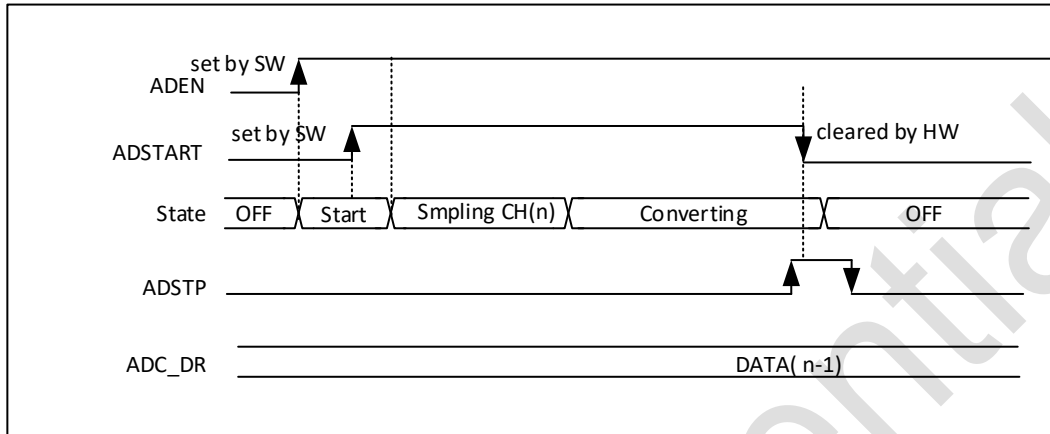 set by SW
ADEN
set by SW
cleared by HW
ADSTART
State OFF Start Smpling CH(n) Converting OFF
ADSTP
ADC_DR DATA( n-1)
ential